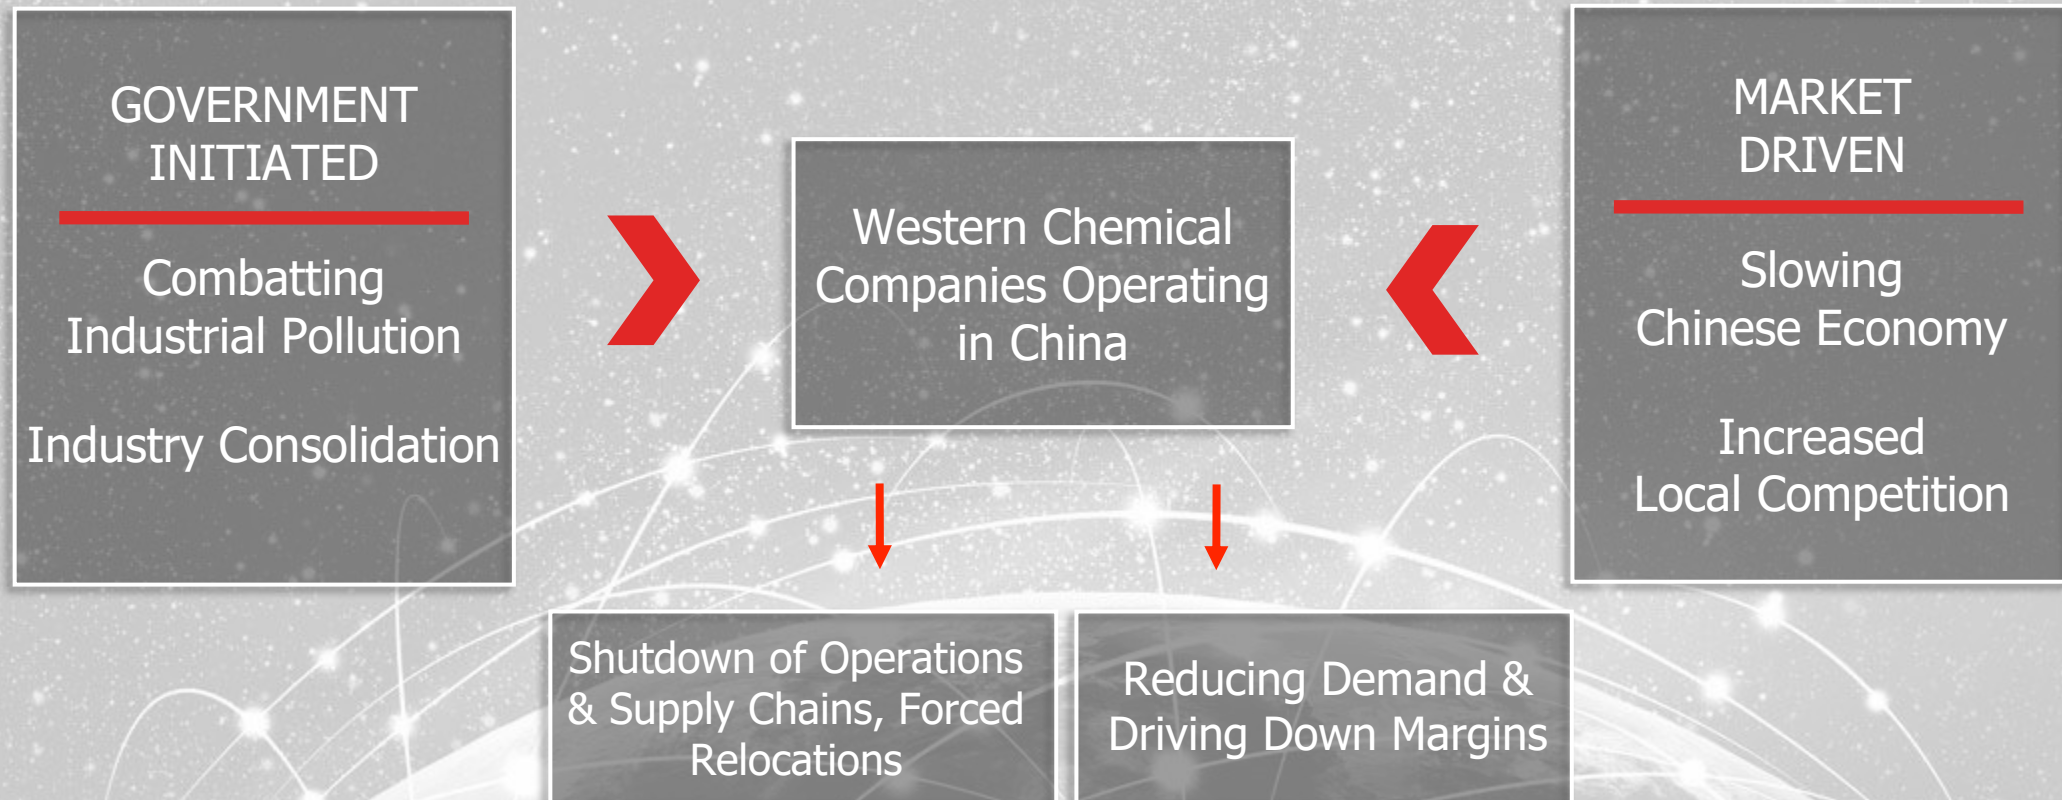 GOVERNMENT
INITIATED
Combatting
Industrial Pollution
Industry Consolidation
Western Chemical
Companies Operating
in China
MARKET
DRIVEN
Slowing
Chinese Economy
Increased
Local Competition
Shutdown of Operations
& Supply Chains, Forced
Relocations
Reducing Demand &
Driving Down Margins